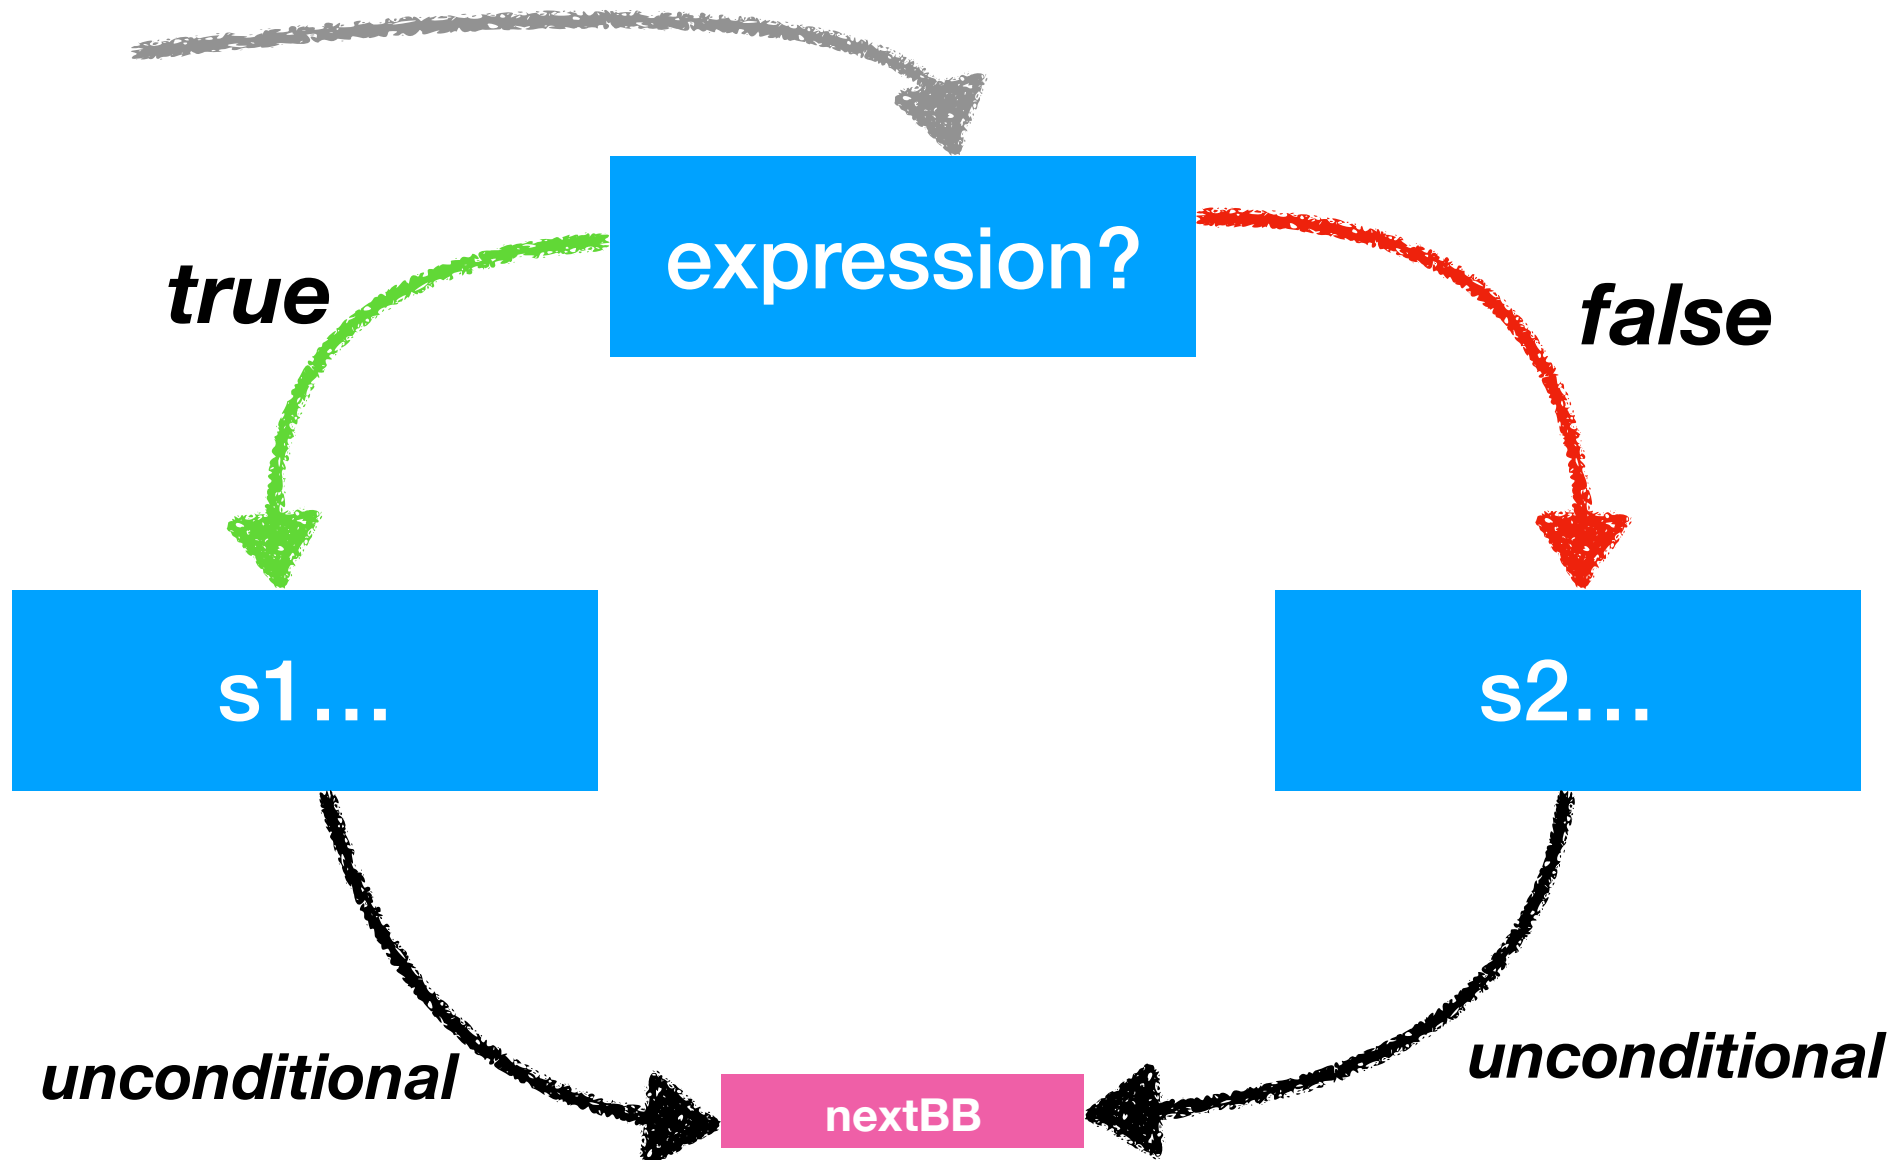 expression?
true
false
s1...
s2...
unconditional
unconditional
nextBB